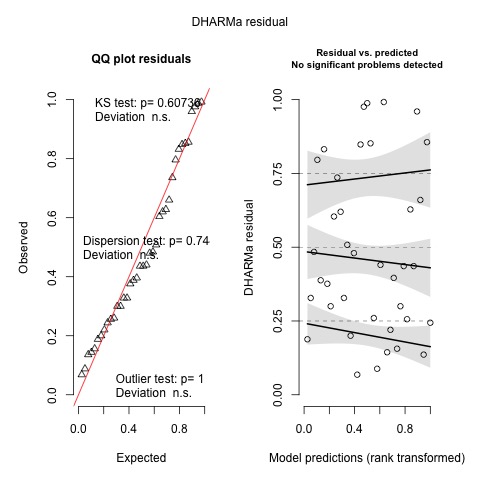 DHARMa residual
QQ plot residuals
KS test: p= 0.60736
Deviation n.s.
Dispersion test: p= 0.74
Deviation n.s.
Outlier test: p= 1
Deviation n.s.
Observed
0.0
0.2
0.4
0.6
0.8
1.0
0.0
0.4
0.8
Expected
Residual vs. predicted
No significant problems detected
DHARMa residual
0.00
0.25
0.50
0.75
1.00
0.0
0.4
0.8
Model predictions (rank transformed)